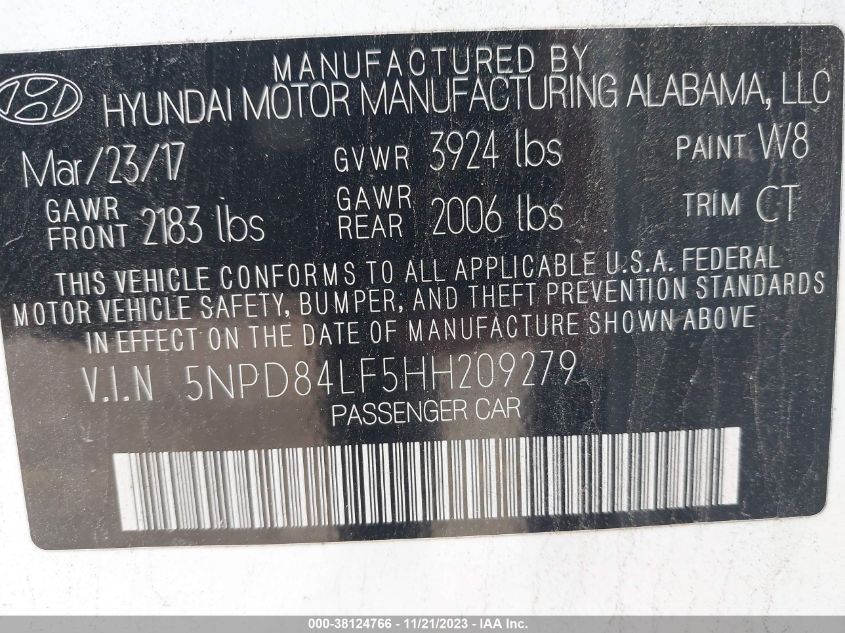 MANUFACTURED BY
HYUNDAI MOTOR MANUFACTURING ALABAMA, LLC
Mar/23/17 GVWR 3924 lbs PAINT W8
GAWR FRONT 2183 lbs GAWR REAR 2006 lbs TRIM CT
THIS VEHICLE CONFORMS TO ALL APPLICABLE U.S.A. FEDERAL
MOTOR VEHICLE SAFETY, BUMPER, AND THEFT PREVENTION STANDARDS
IN EFFECT ON THE DATE OF MANUFACTURE SHOWN ABOVE
V.I.N 5NPD84LF5HH209279
PASSENGER CAR
000-38124766 - 11/21/2023 - IAA Inc.